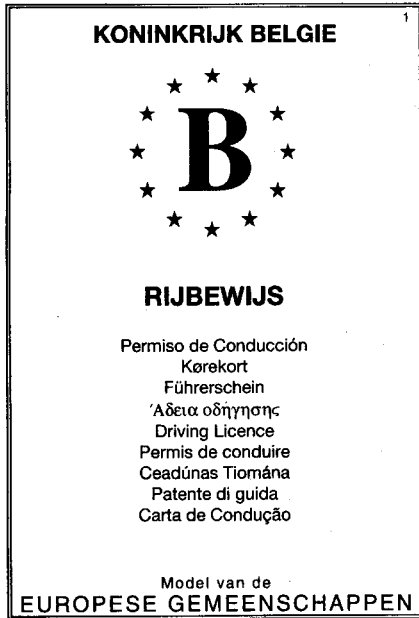 1
KONINKRIJK BELGIE
B
RIJBEWIJS
Permiso de Conducción
Kørekort
Führerschein
Άδεια οδήγησης
Driving Licence
Permis de conduire
Ceadúnas Tiomána
Patente di guida
Carta de Condução
Model van de
EUROPESE GEMEENSCHAPPEN